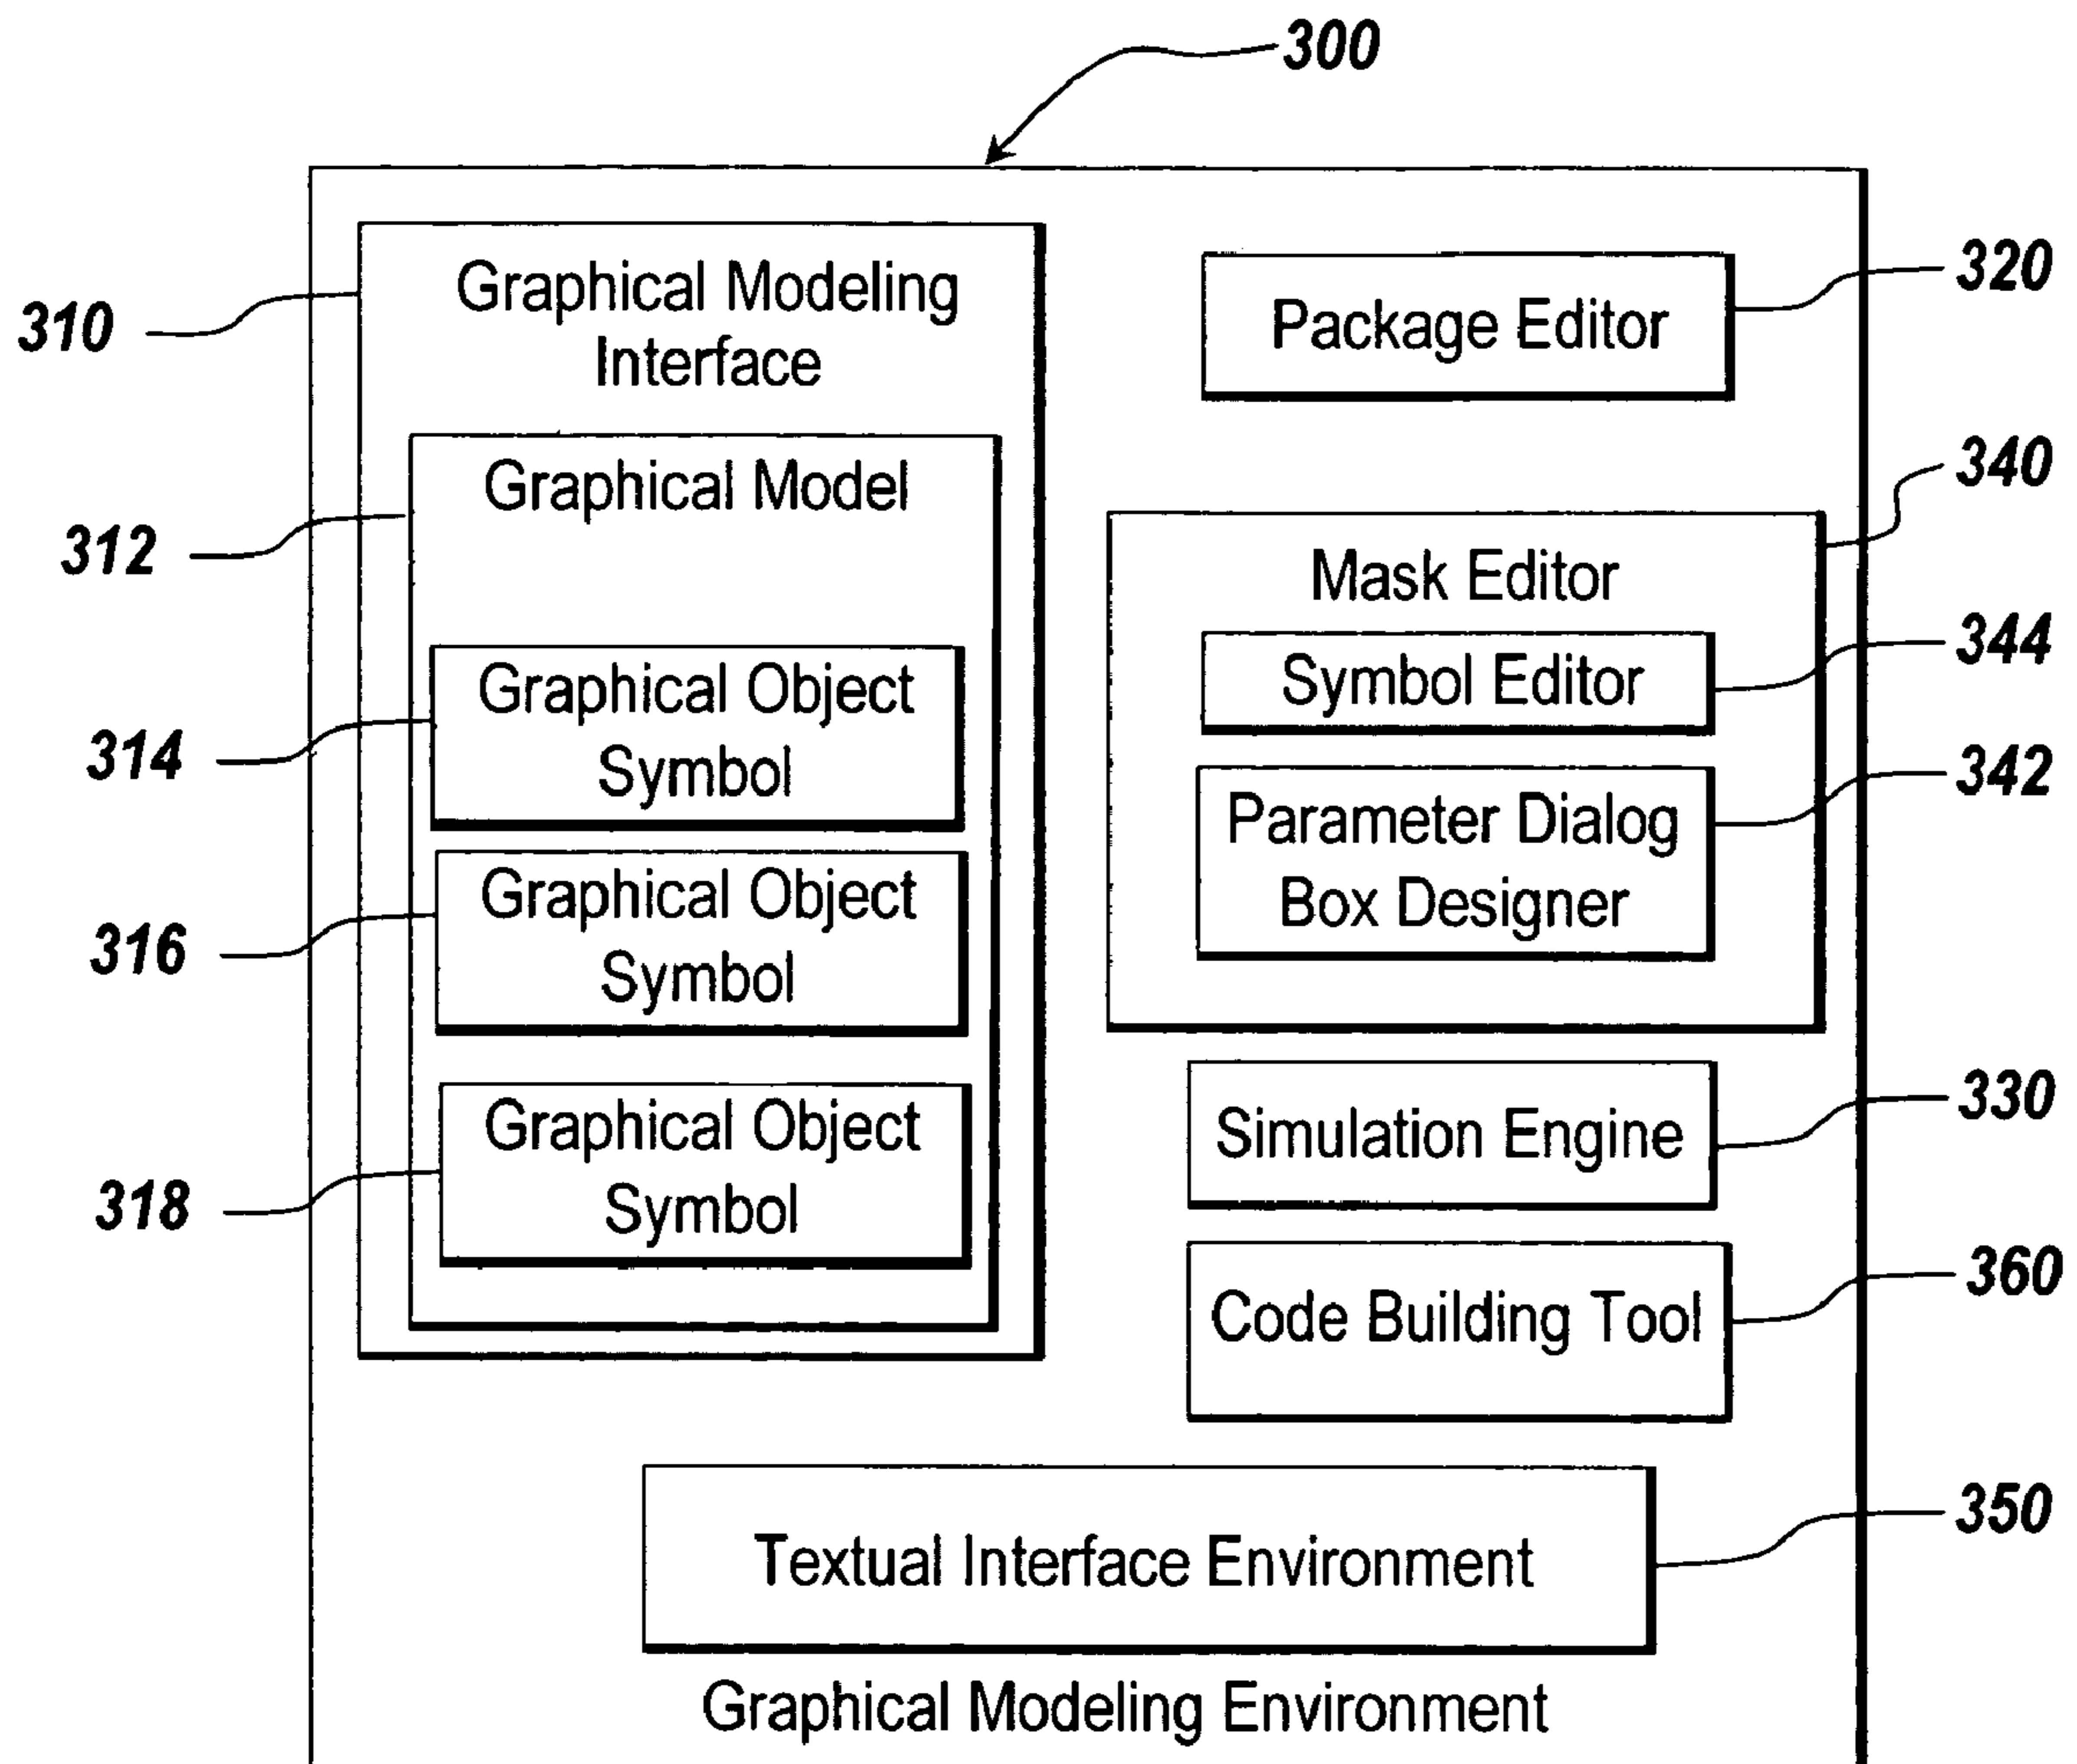 300
310
Graphical Modeling
Interface
312
Graphical Model
314
Graphical Object
Symbol
316
Graphical Object
Symbol
318
Graphical Object
Symbol
320
Package Editor
340
Mask Editor
344
Symbol Editor
342
Parameter Dialog
Box Designer
330
Simulation Engine
360
Code Building Tool
350
Textual Interface Environment
Graphical Modeling Environment